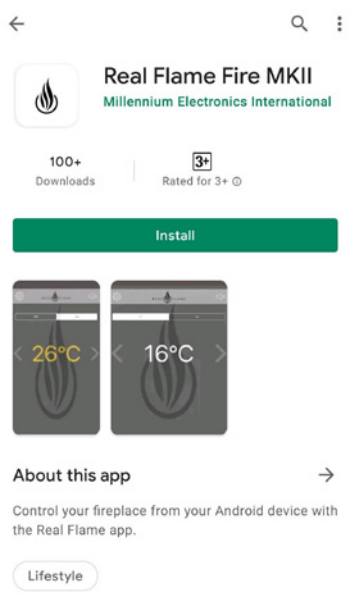 Real Flame Fire MKII
Millennium Electronics International
100+
Downloads
3+
Rated for 3+
Install
26°C
16°C
About this app
Control your fireplace from your Android device with
the Real Flame app.
Lifestyle